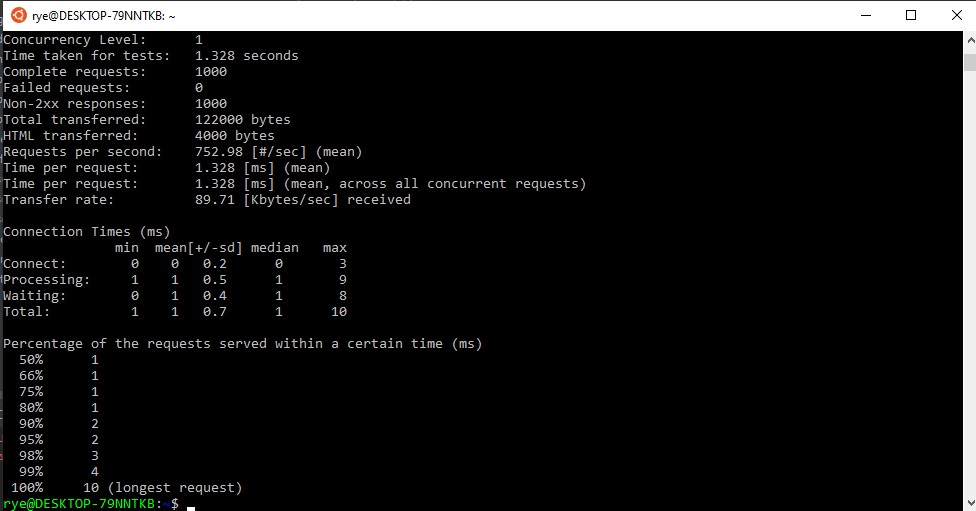 rye@DESKTOP-79NNTKB: ~
Concurrency Level:      1
Time taken for tests:   1.328 seconds
Complete requests:      1000
Failed requests:        0
Non-2xx responses:      1000
Total transferred:      122000 bytes
HTML transferred:       4000 bytes
Requests per second:    752.98 [#/sec] (mean)
Time per request:       1.328 [ms] (mean)
Time per request:       1.328 [ms] (mean, across all concurrent requests)
Transfer rate:          89.71 [Kbytes/sec] received

Connection Times (ms)
              min  mean[+/-sd] median   max
Connect:        0    0   0.2      0       3
Processing:     1    1   0.5      1       9
Waiting:        0    1   0.4      1       8
Total:          1    1   0.7      1      10

Percentage of the requests served within a certain time (ms)
  50%      1
  66%      1
  75%      1
  80%      1
  90%      2
  95%      2
  98%      3
  99%      4
 100%     10 (longest request)
rye@DESKTOP-79NNTKB:~$